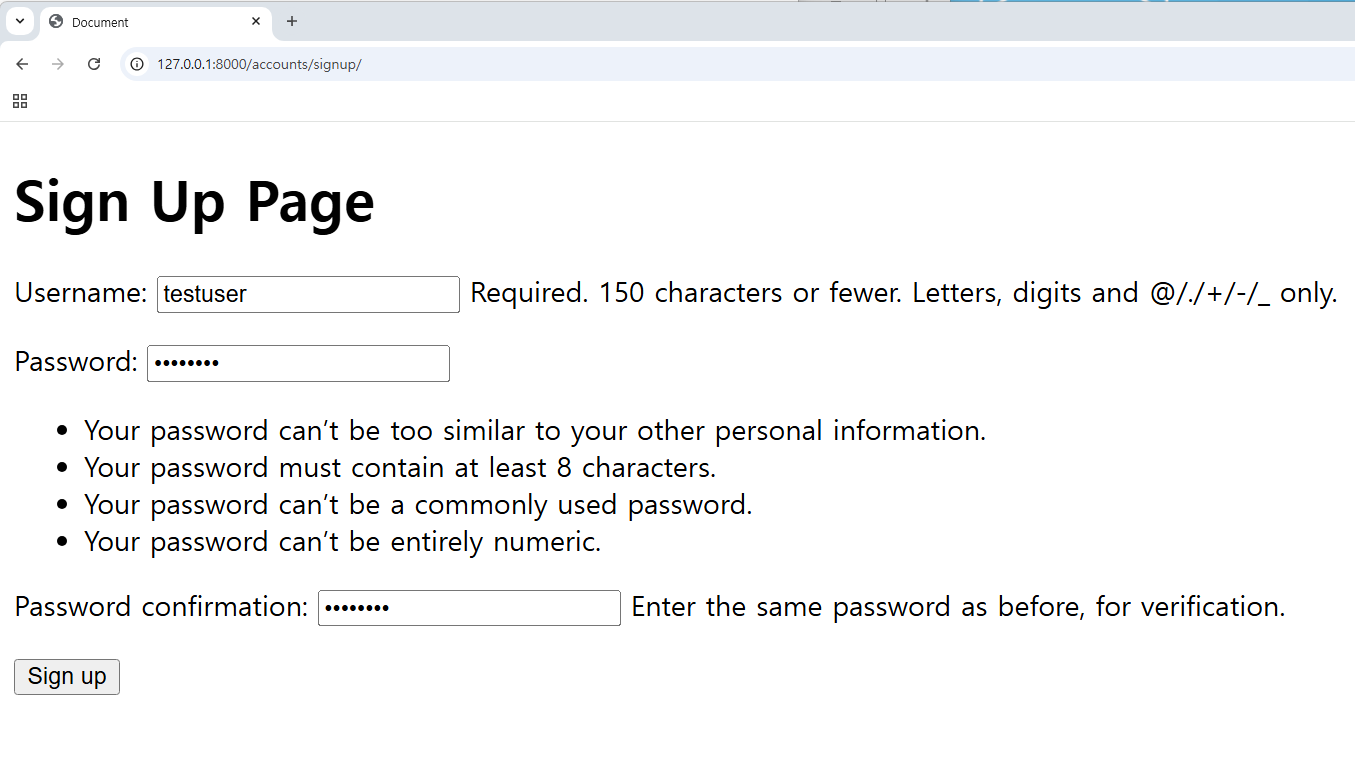 Document
127.0.0.1:8000/accounts/signup/
Sign Up Page
Username: testuser Required. 150 characters or fewer. Letters, digits and @/./+/-/_ only.
Password: ••••••••
• Your password can’t be too similar to your other personal information.
• Your password must contain at least 8 characters.
• Your password can’t be a commonly used password.
• Your password can’t be entirely numeric.
Password confirmation: •••••••• Enter the same password as before, for verification.
Sign up